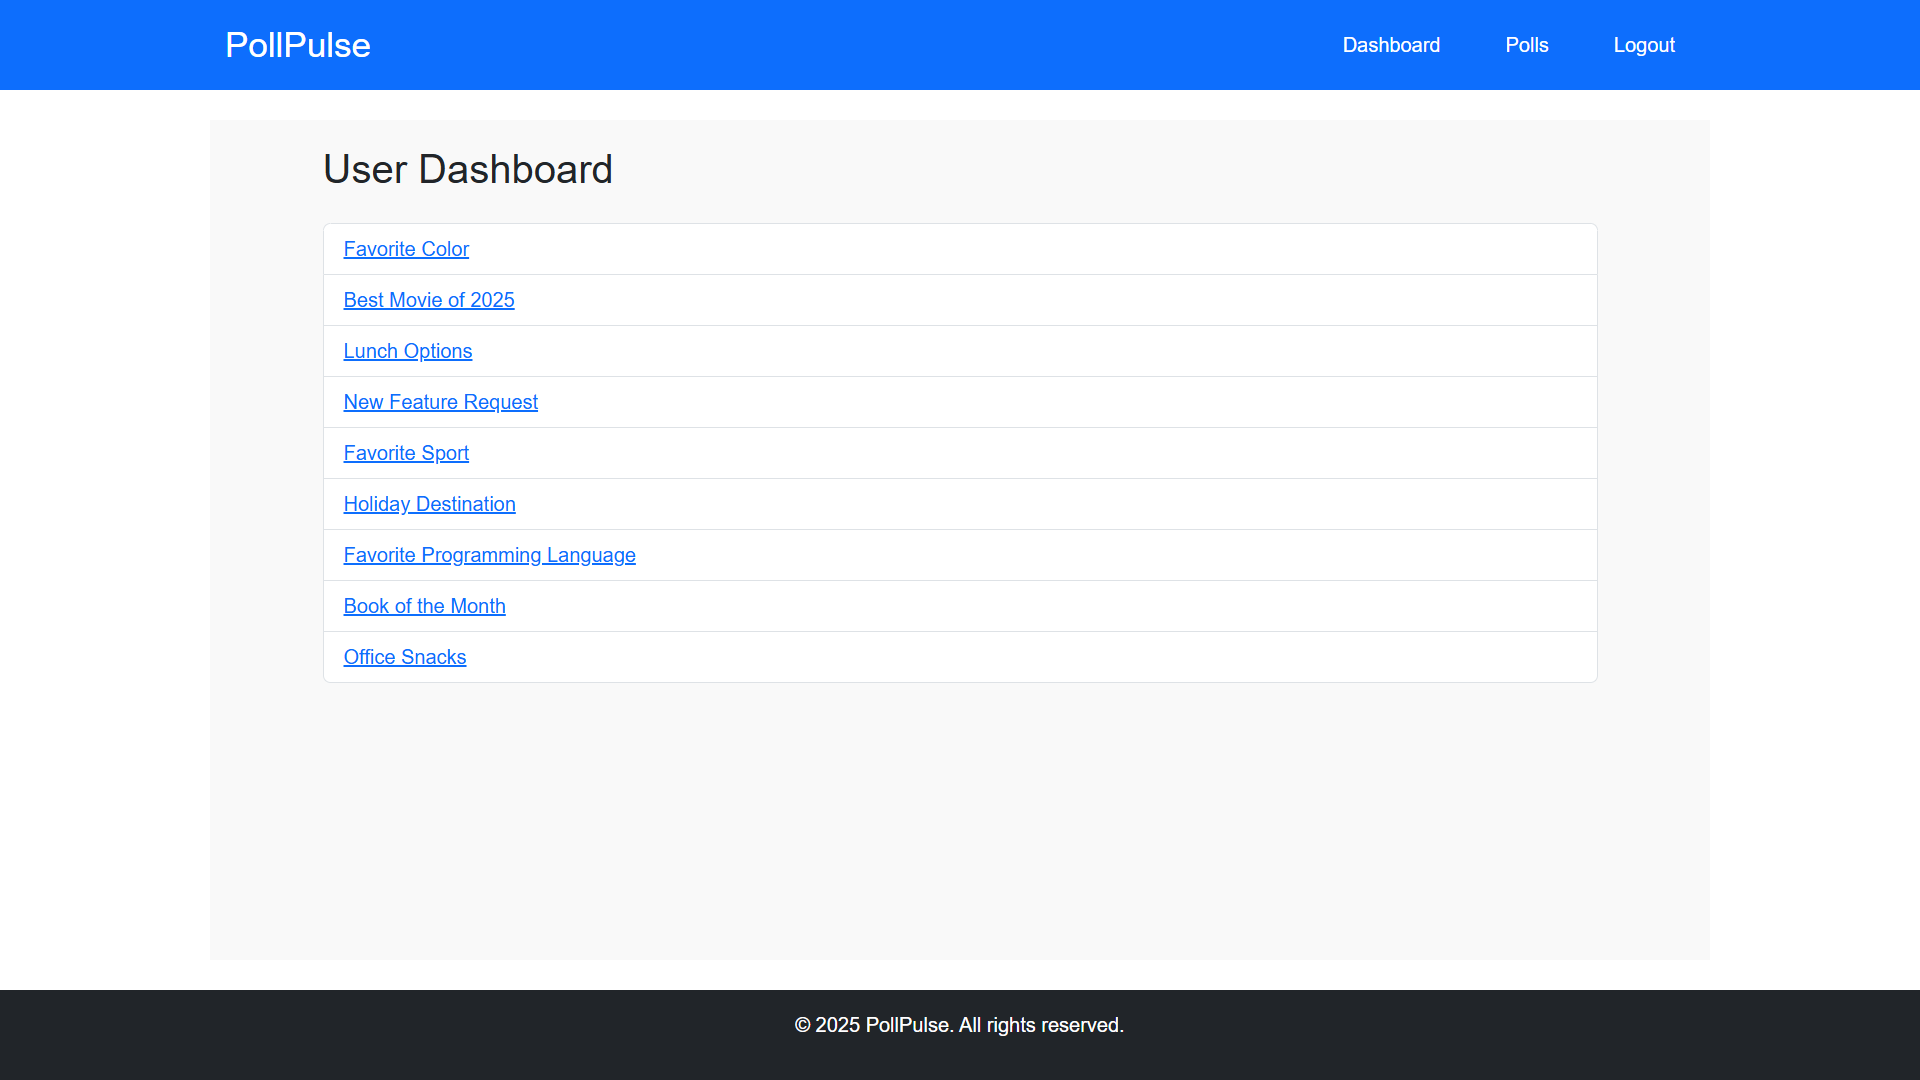 PollPulse
Dashboard Polls Logout
User Dashboard
Favorite Color
Best Movie of 2025
Lunch Options
New Feature Request
Favorite Sport
Holiday Destination
Favorite Programming Language
Book of the Month
Office Snacks
© 2025 PollPulse. All rights reserved.